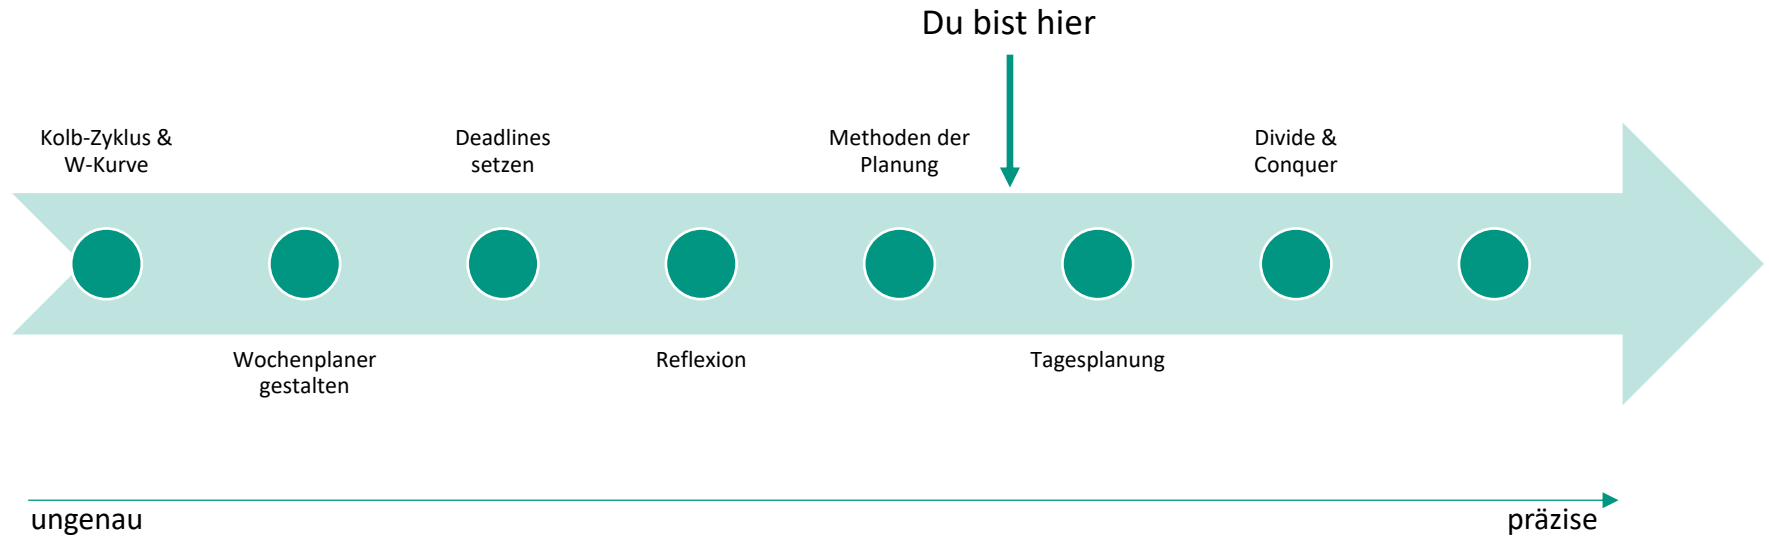 Du bist hier
Kolb-Zyklus &
W-Kurve
Deadlines
setzen
Methoden der
Planung
Divide &
Conquer
Wochenplaner
gestalten
Reflexion
Tagesplanung
ungenau
präzise